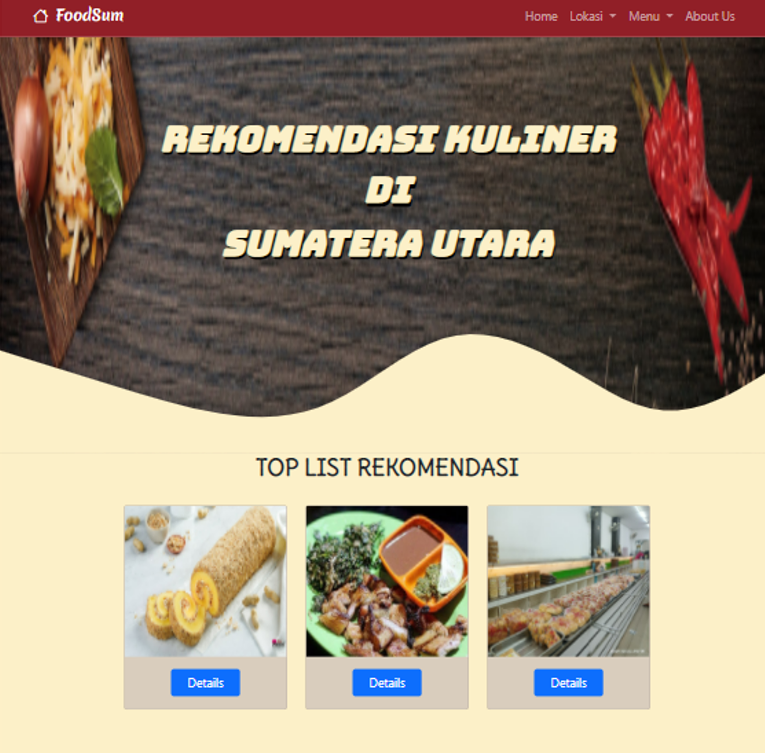 FoodSum
Home Lokasi Menu About Us
REKOMENDASI KULINER
DI
SUMATERA UTARA
TOP LIST REKOMENDASI
Details Details Details